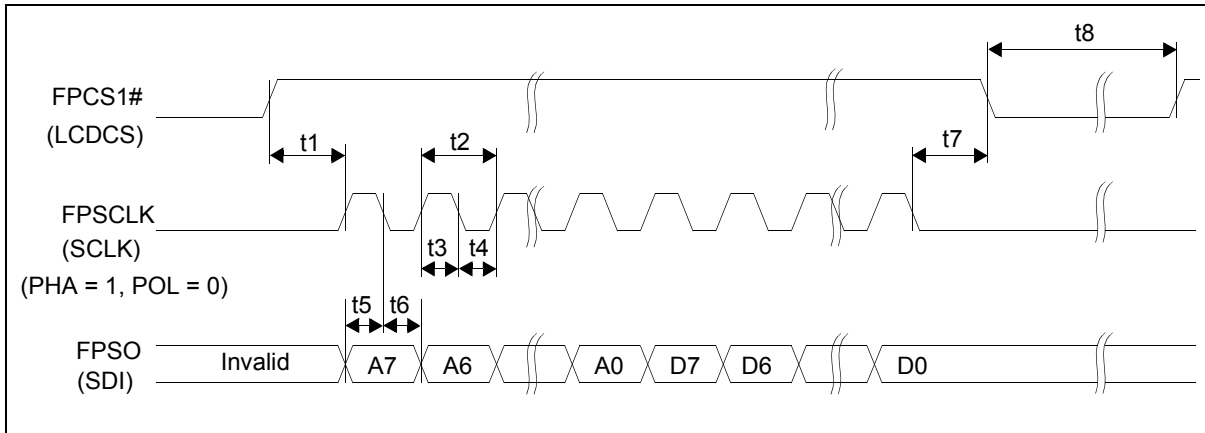 t8
FPCS1#
(LCDCS)
t1
t2
t7
FPSCLK
(SCLK)
(PHA = 1, POL = 0)
t3
t4
t5
t6
FPSO
(SDI)
Invalid
A7
A6
A0
D7
D6
D0